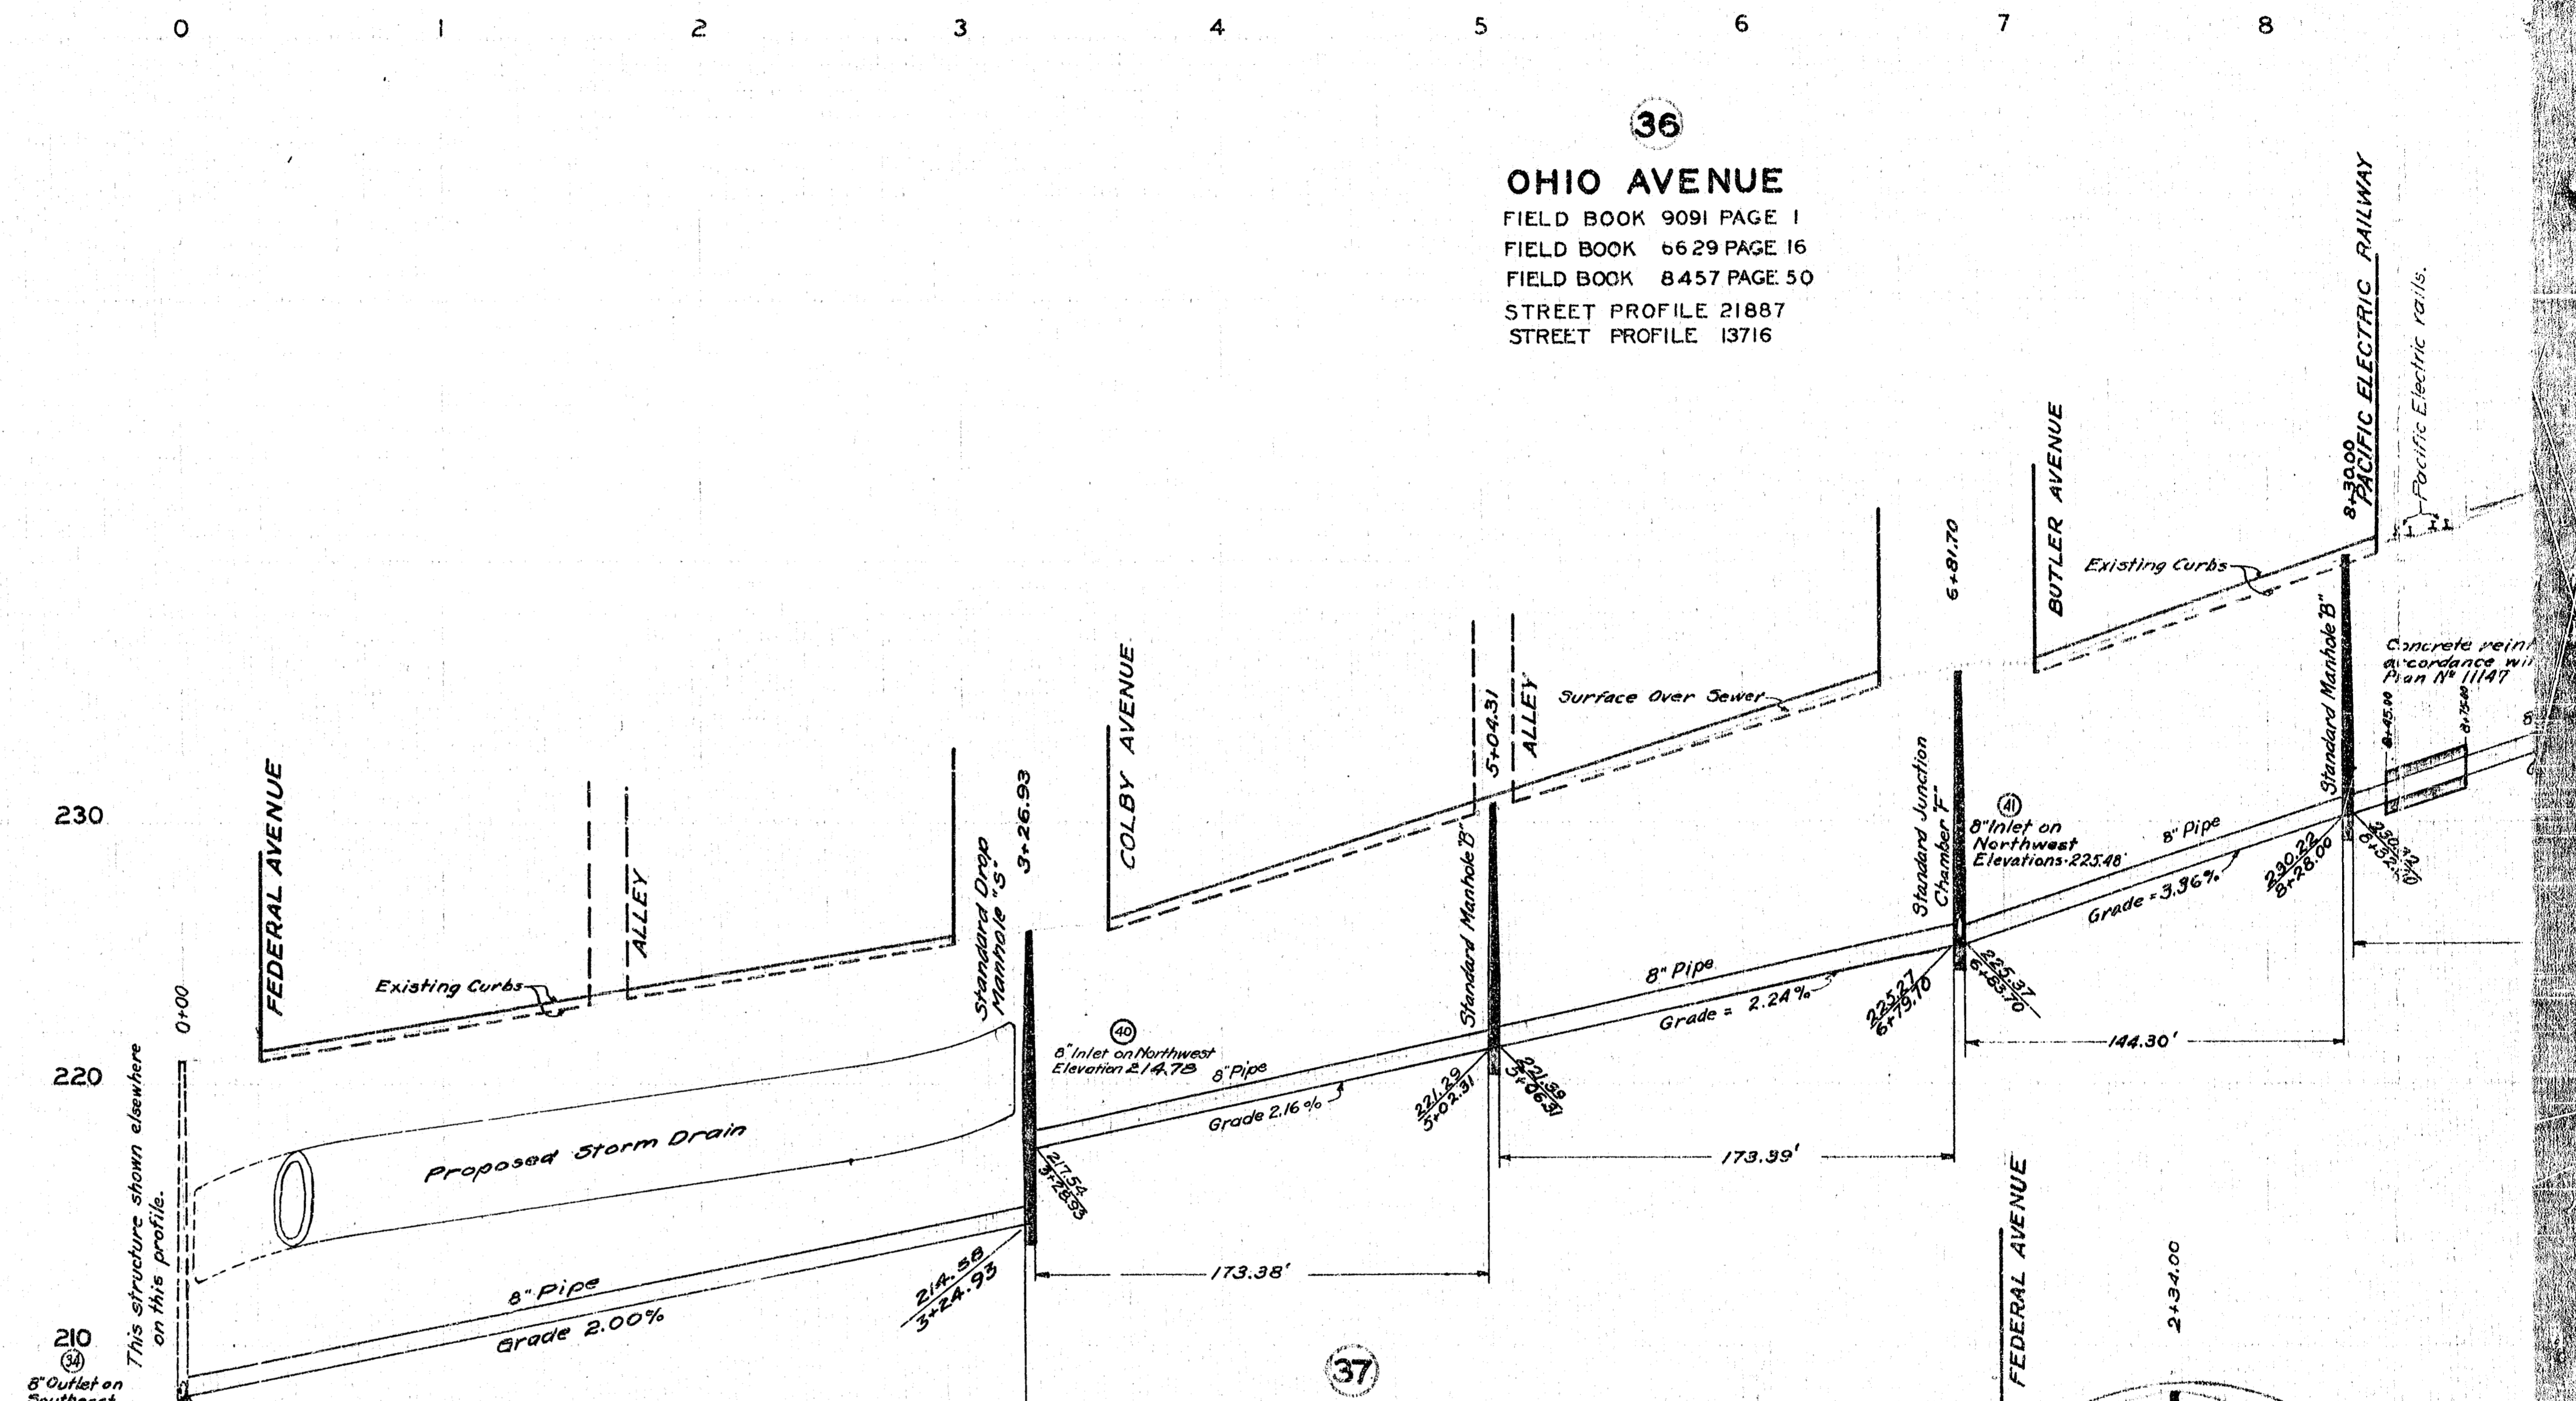 0 1 2 3 4 5 6 7 8
36
OHIO AVENUE
FIELD BOOK 9091 PAGE 1
FIELD BOOK 6629 PAGE 16
FIELD BOOK 8457 PAGE 50
STREET PROFILE 21887
STREET PROFILE 13716
PACIFIC ELECTRIC RAILWAY
8+30.00
Pacific Electric rails.
BUTLER AVENUE
6+81.70
Existing Curbs
Standard Manhole "B"
Concrete
accordance
Plan Nº 11147
8+45.00
8+75.00
Surface Over Sewer
5+04.31
ALLEY
COLBY AVENUE
3+26.93
Standard Drop
Manhole "S"
FEDERAL AVENUE
ALLEY
Existing Curbs
0+00
230
220
210
This structure shown elsewhere
on this profile.
34
8" Outlet on
Proposed Storm Drain
8" Pipe
Grade 2.00%
214.58
3+24.93
217.54
3+28.93
40
8" Inlet on Northwest
Elevation 214.78
8" Pipe
Grade 2.16%
173.38'
Standard Manhole "B"
221.29
5+02.31
221.39
5+06.31
8" Pipe
Grade = 2.24%
173.39'
Standard Junction
Chamber "F"
225.27
6+79.70
225.37
6+83.70
41
8" Inlet on
Northwest
Elevations-225.48'
8" Pipe
Grade = 3.36%
230.22
8+28.00
144.30'
37
FEDERAL AVENUE
2+34.00